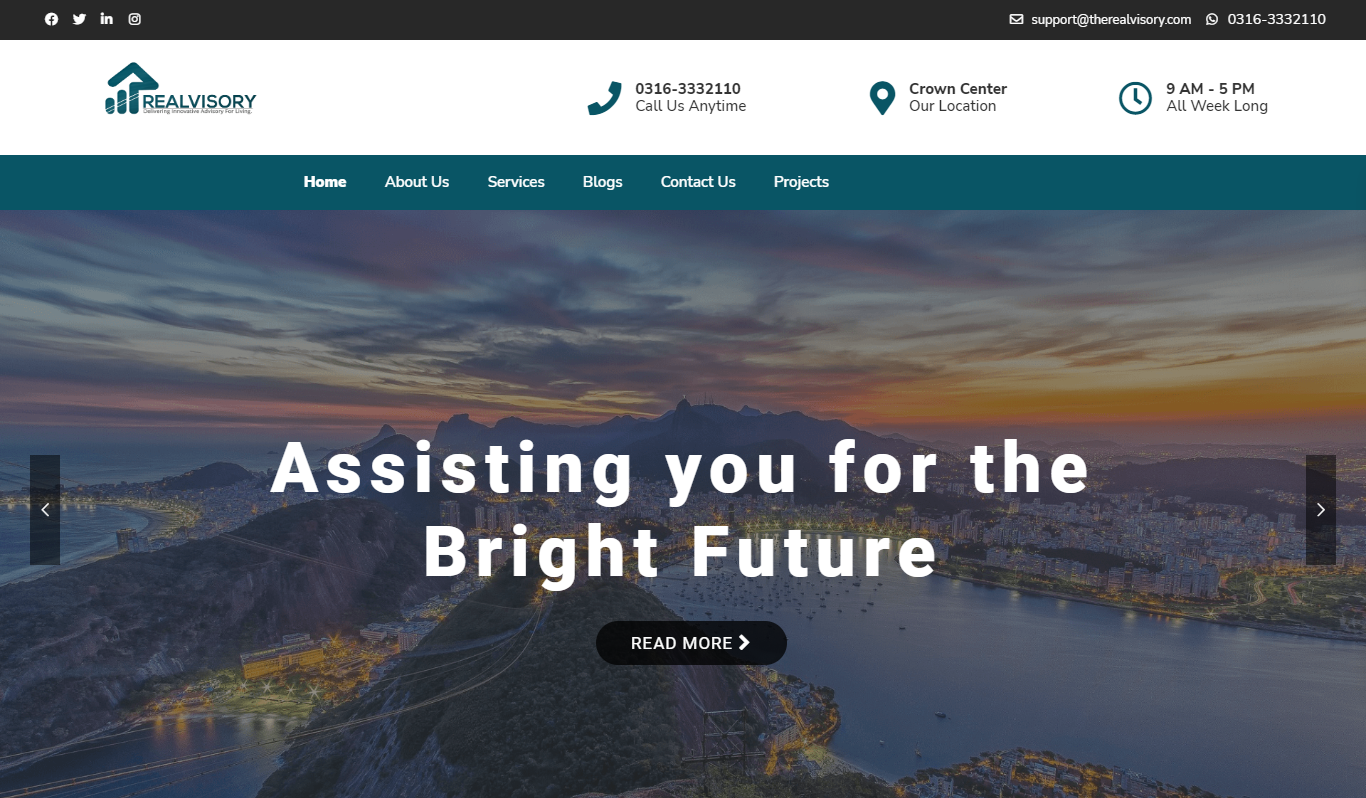 support@therealvisory.com 0316-3332110
REALVISORY
Delivering Innovative Advisory For Living.
0316-3332110
Call Us Anytime
Crown Center
Our Location
9 AM - 5 PM
All Week Long
Home About Us Services Blogs Contact Us Projects
Assisting you for the
Bright Future
READ MORE